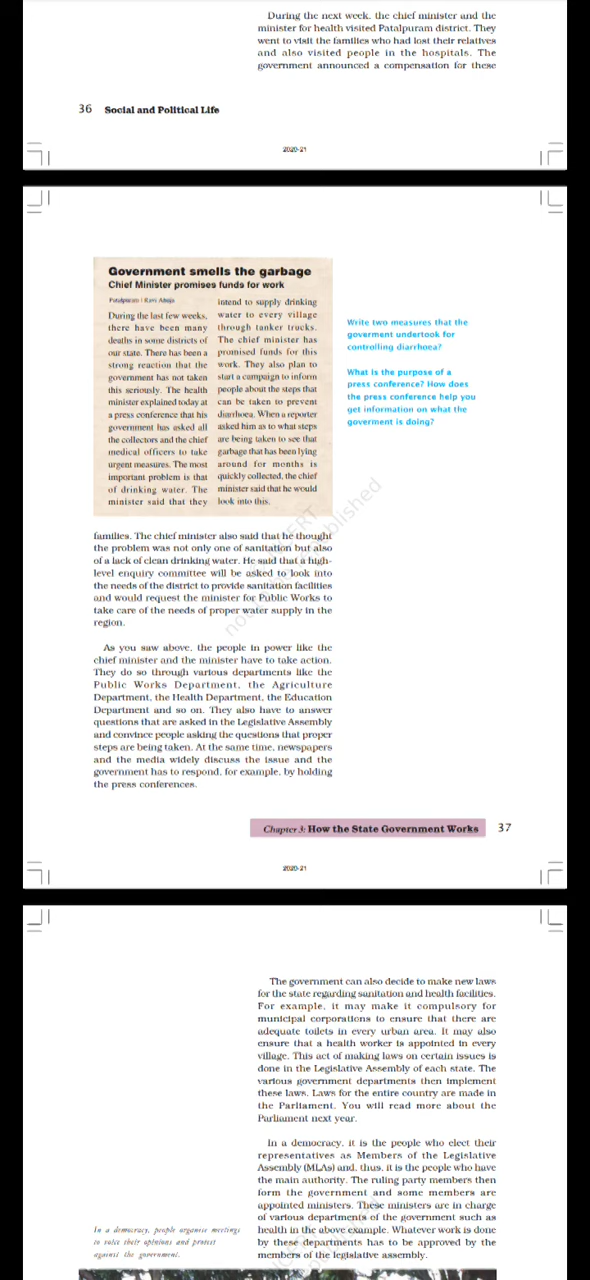 During the next week, the chief minister and the
minister for health visited Patalpuram district. They
went to visit the families who had lost their relatives
and also visited people in the hospitals. The
government announced a compensation for these
36 Social and Political Life
2020-21
Government smells the garbage
Chief Minister promises funds for work
Patalpuram | Ravi Ahuja
During the last few weeks,
there have been many
deaths in some districts of
our state. There has been a
strong reaction that the
government has not taken
this seriously. The health
minister explained today at
a press conference that his
government has asked all
the collectors and the chief
medical officers to take
urgent measures. The most
important problem is that
of drinking water. The
minister said that they
intend to supply drinking
water to every village
through tanker trucks.
The chief minister has
promised funds for this
work. They also plan to
start a campaign to inform
people about the steps that
can be taken to prevent
diarrhoea. When a reporter
asked him as to what steps
are being taken to see that
garbage that has been lying
around for months is
quickly collected, the chief
minister said that he would
look into this.
Write two measures that the
goverment undertook for
controlling diarrhoea?
What is the purpose of a
press conference? How does
the press conference help you
get information on what the
goverment is doing?
families. The chief minister also said that he thought
the problem was not only one of sanitation but also
of a lack of clean drinking water. He said that a high-
level enquiry committee will be asked to look into
the needs of the district to provide sanitation facilities
and would request the minister for Public Works to
take care of the needs of proper water supply in the
region.
As you saw above, the people in power like the
chief minister and the minister have to take action.
They do so through various departments like the
Public Works Department, the Agriculture
Department, the Health Department, the Education
Department and so on. They also have to answer
questions that are asked in the Legislative Assembly
and convince people asking the questions that proper
steps are being taken. At the same time, newspapers
and the media widely discuss the issue and the
government has to respond, for example, by holding
the press conferences.
Chapter 3: How the State Government Works 37
2020-21
The government can also decide to make new laws
for the state regarding sanitation and health facilities.
For example, it may make it compulsory for
municipal corporations to ensure that there are
adequate toilets in every urban area. It may also
ensure that a health worker is appointed in every
village. This act of making laws on certain issues is
done in the Legislative Assembly of each state. The
various government departments then implement
these laws. Laws for the entire country are made in
the Parliament. You will read more about the
Parliament next year.
In a democracy, it is the people who elect their
representatives as Members of the Legislative
Assembly (MLAs) and, thus, it is the people who have
the main authority. The ruling party members then
form the government and some members are
appointed ministers. These ministers are in charge
of various departments of the government such as
health in the above example. Whatever work is done
by these departments has to be approved by the
members of the legislative assembly.
In a democracy, people organise meetings
to voice their opinions and protest
against the government.